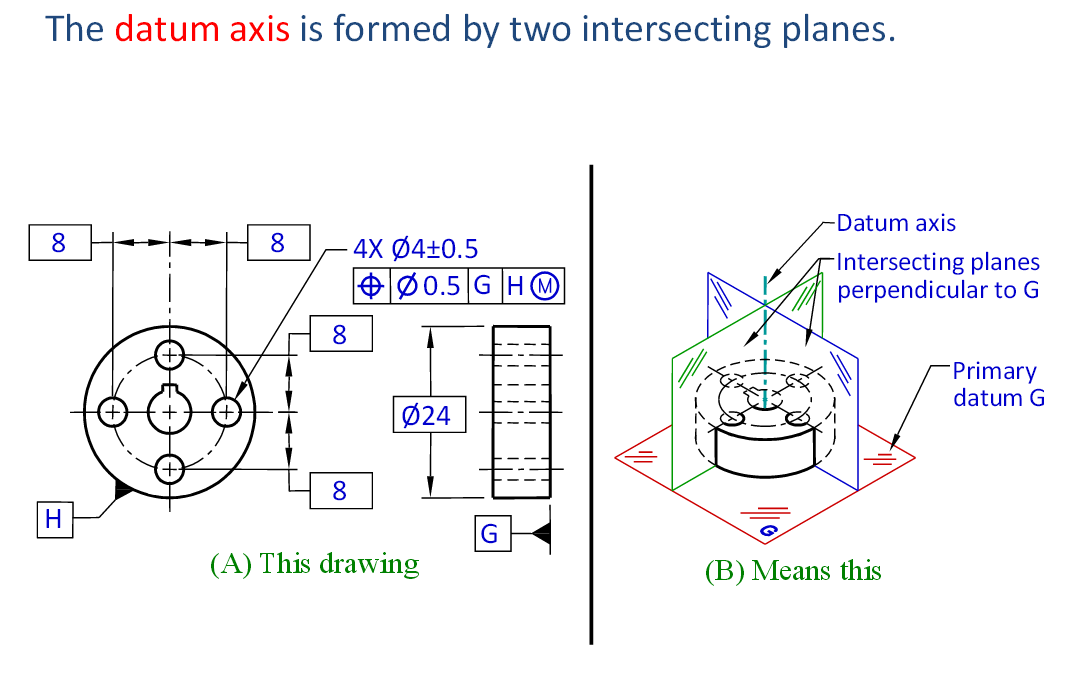 The datum axis is formed by two intersecting planes.
8
8
4X Ø4±0.5
⌖ Ø 0.5 G H Ⓜ
8
Ø24
8
H
G
(A) This drawing
Datum axis
Intersecting planes
perpendicular to G
Primary
datum G
G
(B) Means this